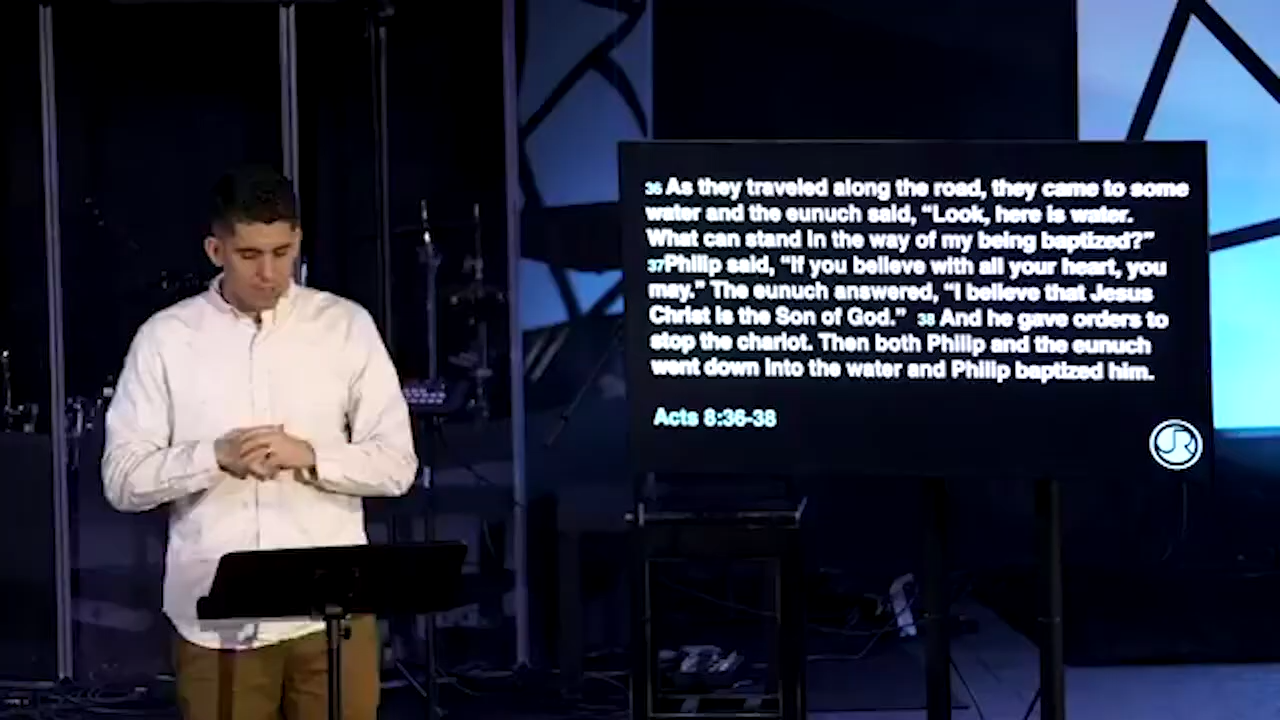 36 As they traveled along the road, they came to some
water and the eunuch said, “Look, here is water.
What can stand in the way of my being baptized?”
37Philip said, “If you believe with all your heart, you
may.” The eunuch answered, “I believe that Jesus
Christ is the Son of God.” 38 And he gave orders to
stop the chariot. Then both Philip and the eunuch
went down into the water and Philip baptized him.
Acts 8:36-38
JR